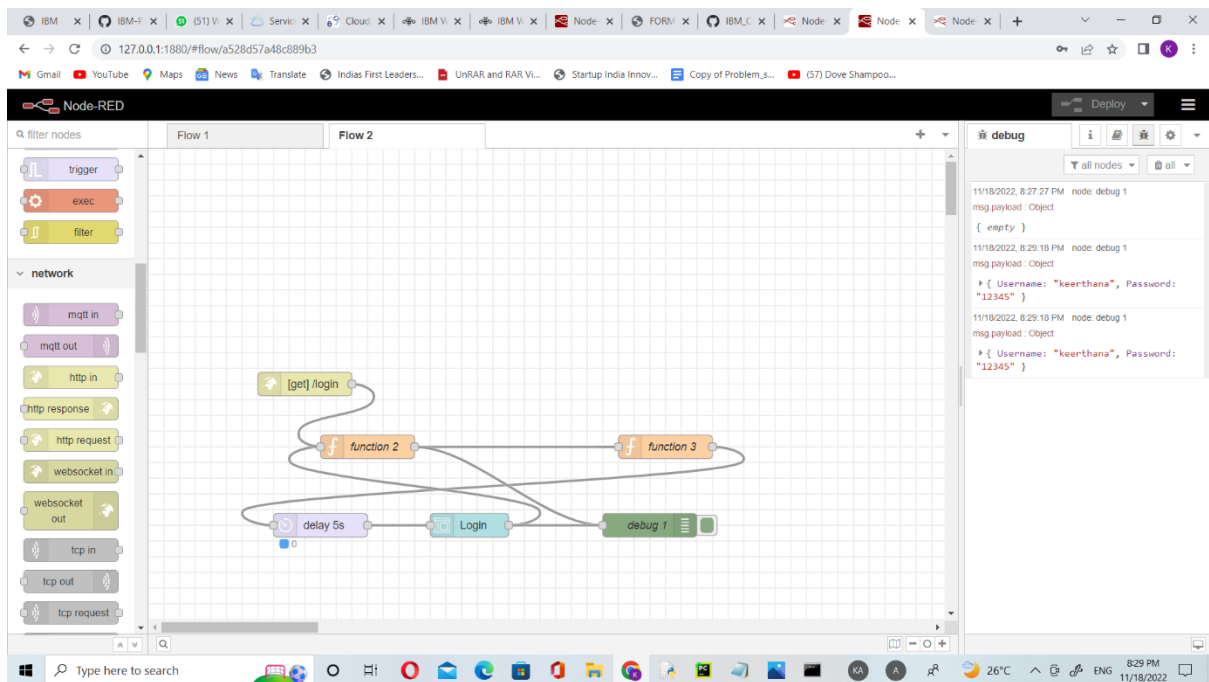 IBM
IBM-P
(51) W
Servic
Cloud
IBM W
IBM W
Node-
FORM
IBM_C
Node
Node-
Node
127.0.0.1:1880/#flow/a528d57a48c889b3
K
Gmail
YouTube
Maps
News
Translate
Indias First Leaders...
UnRAR and RAR Vi...
Startup India Innov...
Copy of Problem_s...
(57) Dove Shampoo...
Node-RED
Deploy
filter nodes
Flow 1
Flow 2
debug
all nodes
all
trigger
exec
filter
network
mqtt in
mqtt out
http in
http response
http request
websocket in
websocket
out
tcp in
tcp out
tcp request
[get] /login
function 2
function 3
delay 5s
0
Login
debug 1
11/18/2022, 8:27:27 PM node: debug 1
msg.payload : Object
{ empty }
11/18/2022, 8:29:18 PM node: debug 1
msg.payload : Object
{ Username: "keerthana", Password:
"12345" }
11/18/2022, 8:29:18 PM node: debug 1
msg.payload : Object
{ Username: "keerthana", Password:
"12345" }
Type here to search
KA
A
26°C
ENG
8:29 PM
11/18/2022